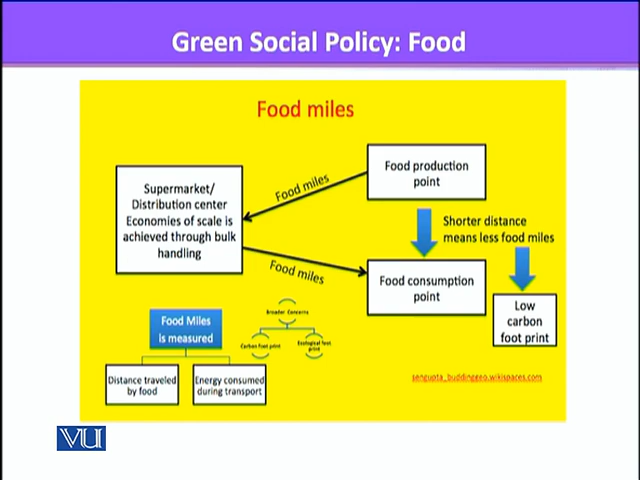 Green Social Policy: Food
Food miles
Food production
point
Food miles
Supermarket/
Distribution center
Economies of scale is
achieved through bulk
handling
Shorter distance
means less food miles
Food miles
Food consumption
point
Low
carbon
foot print
Food Miles
is measured
Distance traveled
by food
Energy consumed
during transport
Broader Concerns
Carbon foot print
Ecological foot
print
sengupta_buddinggeo.wikispaces.com
VU